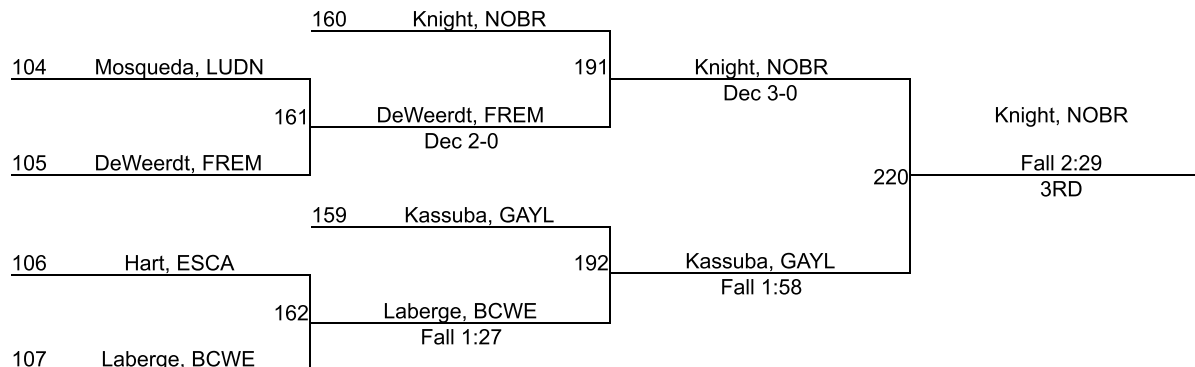 160 Knight, NOBR
104 Mosqueda, LUDN
191 Knight, NOBR
Dec 3-0
161 DeWeerdt, FREM
Dec 2-0
Knight, NOBR
105 DeWeerdt, FREM
Fall 2:29
220
3RD
159 Kassuba, GAYL
106 Hart, ESCA
192 Kassuba, GAYL
Fall 1:58
162 Laberge, BCWE
Fall 1:27
107 Laberge, BCWE